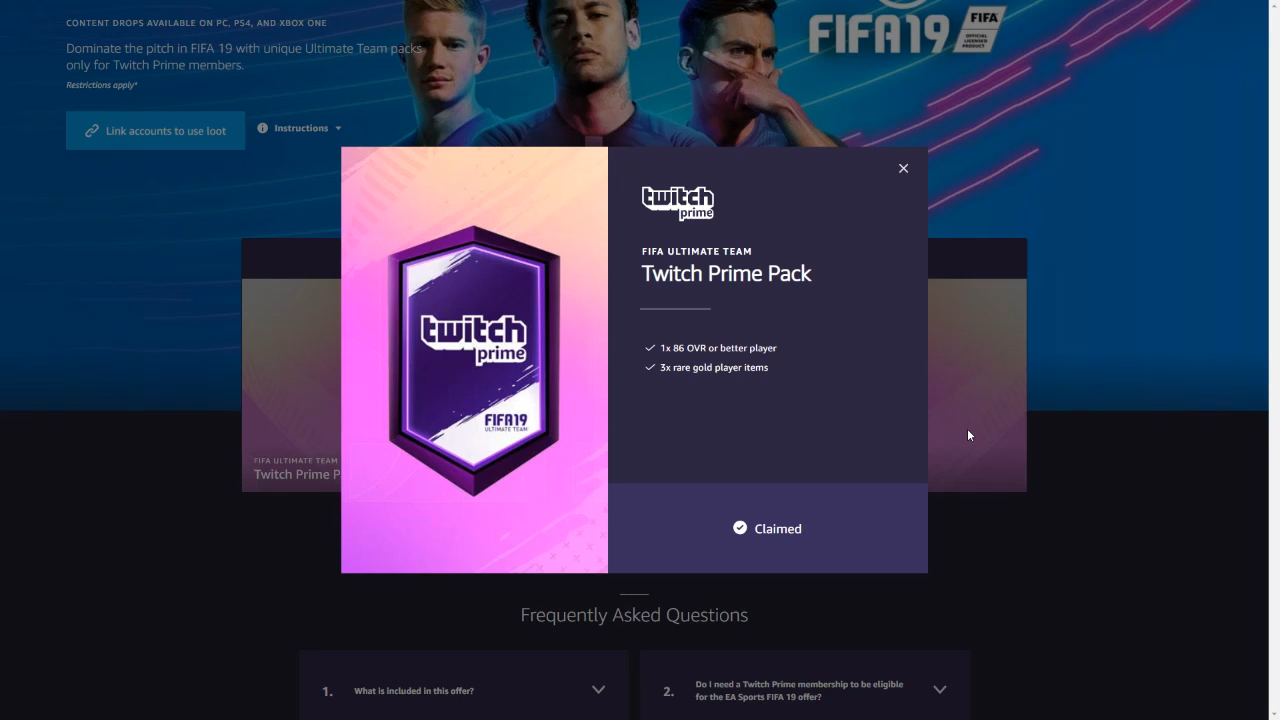 CONTENT DROPS AVAILABLE ON PC, PS4, AND XBOX ONE
Dominate the pitch in FIFA 19 with unique Ultimate Team packs
only for Twitch Prime members.
Restrictions apply*
Link accounts to use loot
Instructions
FIFA19
FIFA
OFFICIAL
LICENSED
PRODUCT
twitch
prime
FIFA19
ULTIMATE TEAM
twitch
prime
FIFA ULTIMATE TEAM
Twitch Prime Pack
1x 86 OVR or better player
3x rare gold player items
Claimed
FIFA ULTIMATE TEAM
Twitch Prime P
Frequently Asked Questions
1. What is included in this offer?
2. Do I need a Twitch Prime membership to be eligible
for the EA Sports FIFA 19 offer?